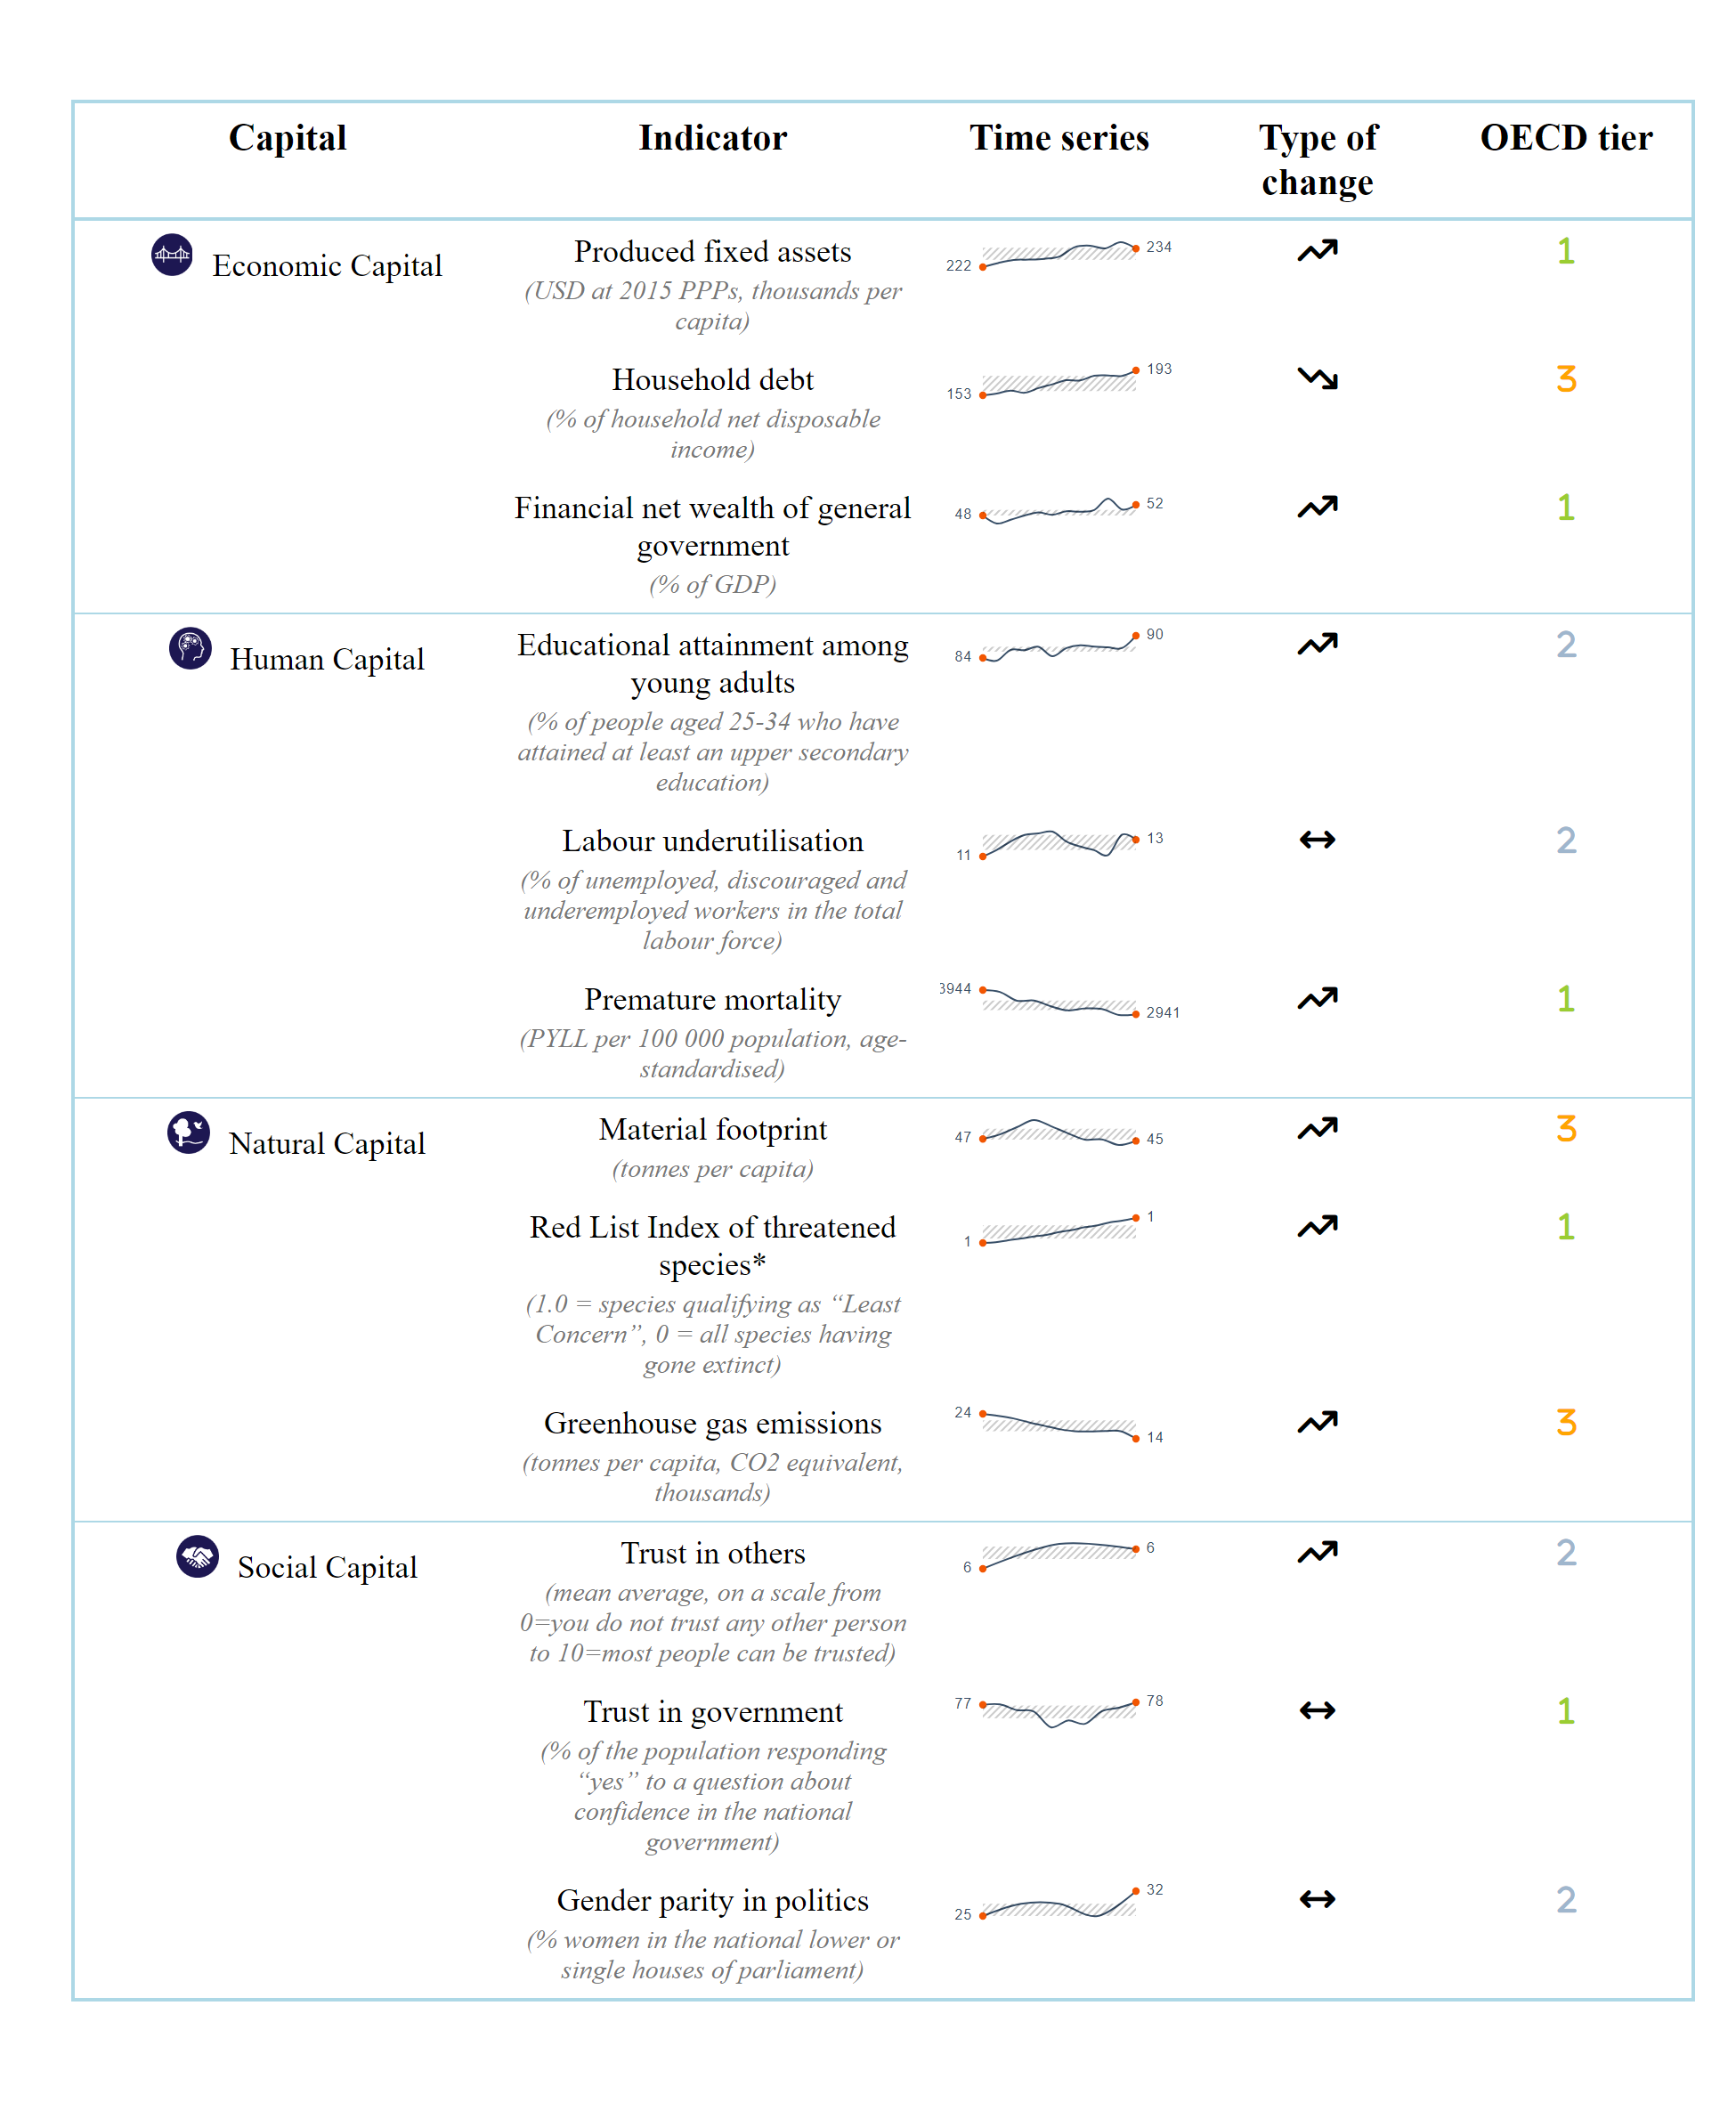 Capital
Indicator
Time series
Type of
change
OECD tier
Economic Capital
Produced fixed assets
(USD at 2015 PPPs, thousands per
capita)
222
234
1
Household debt
(% of household net disposable
income)
153
193
3
Financial net wealth of general
government
(% of GDP)
48
52
1
Human Capital
Educational attainment among
young adults
(% of people aged 25-34 who have
attained at least an upper secondary
education)
84
90
2
Labour underutilisation
(% of unemployed, discouraged and
underemployed workers in the total
labour force)
11
13
2
Premature mortality
(PYLL per 100 000 population, age-
standardised)
3944
2941
1
Natural Capital
Material footprint
(tonnes per capita)
47
45
3
Red List Index of threatened
species*
(1.0 = species qualifying as “Least
Concern”, 0 = all species having
gone extinct)
1
1
1
Greenhouse gas emissions
(tonnes per capita, CO2 equivalent,
thousands)
24
14
3
Social Capital
Trust in others
(mean average, on a scale from
0=you do not trust any other person
to 10=most people can be trusted)
6
6
2
Trust in government
(% of the population responding
“yes” to a question about
confidence in the national
government)
77
78
1
Gender parity in politics
(% women in the national lower or
single houses of parliament)
25
32
2